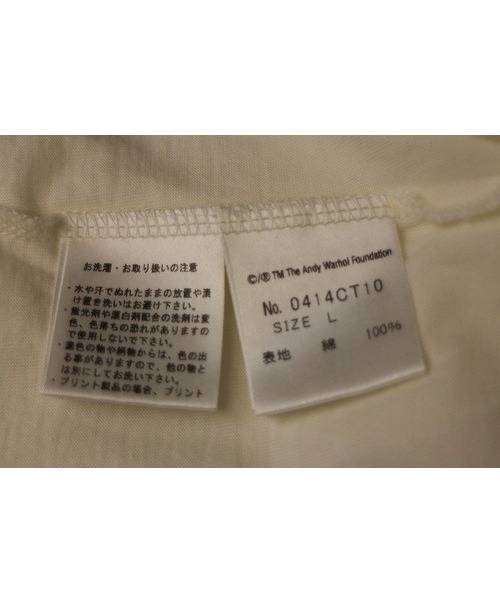 お洗濯・お取り扱いの注意
・水や汗でぬれたままの放置や漬
け置き洗いはお避け下さい。
・蛍光剤や漂白剤配合の洗剤は変
色、色落ちの恐れがありますの
で使用しないで下さい。
・濃色の物や柄物からは、色の出
る事がありますので、他の物と
は別にしてお洗い下さい。
・プリント製品の場合、プリント
©/® TM The Andy Warhol Foundation
No. 0414CT10
SIZE L
表地 綿 100%